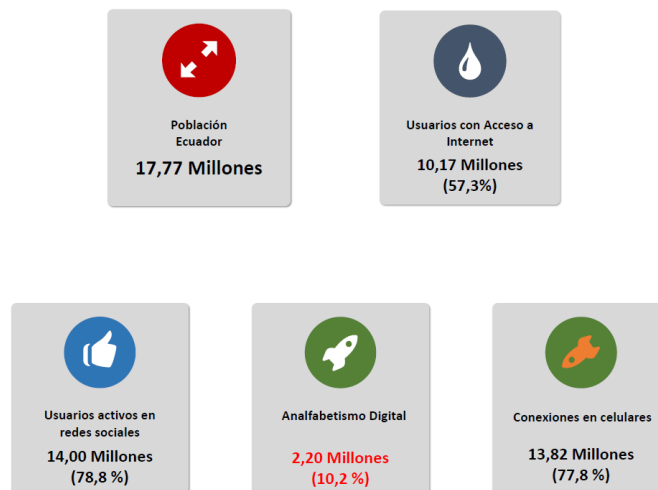 Población
Ecuador
17,77 Millones
Usuarios con Acceso a
Internet
10,17 Millones
(57,3%)
Usuarios activos en
redes sociales
14,00 Millones
(78,8 %)
Analfabetismo Digital
2,20 Millones
(10,2 %)
Conexiones en celulares
13,82 Millones
(77,8 %)